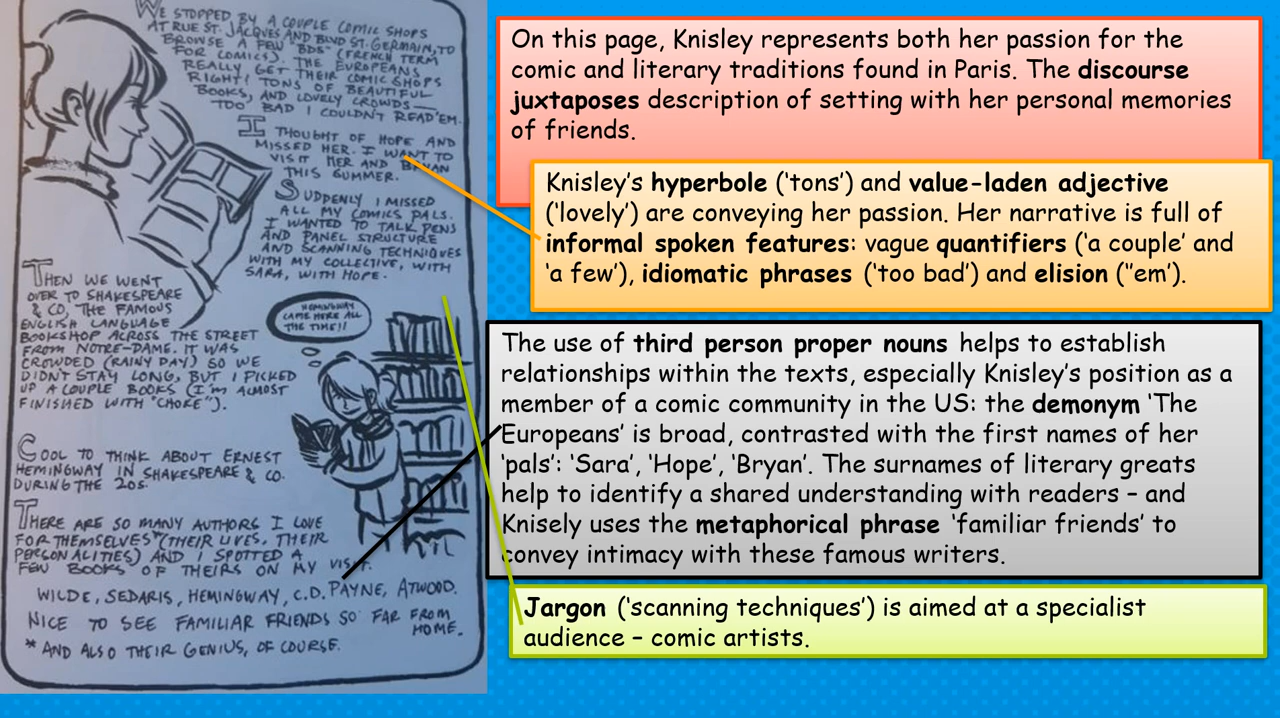 WE STOPPED BY A COUPLE COMIC SHOPS
AT RUE ST. JACQUES AND BLVD ST. GERMAIN, TO
BROWSE A FEW "BDS" (FRENCH TERM
FOR COMICS). THE EUROPEANS
REALLY GET THEIR COMIC SHOPS
RIGHT! TONS OF BEAUTIFUL
BOOKS, AND LOVELY CROWDS—
TOO BAD I COULDN'T READ 'EM.
I THOUGHT OF HOPE AND
MISSED HER. I WANT TO
VISIT HER AND BRYAN
THIS SUMMER.
SUDDENLY I MISSED
ALL MY COMICS PALS.
I WANTED TO TALK PENS
AND PANEL STRUCTURE
AND SCANNING TECHNIQUES
WITH MY COLLECTIVE, WITH
SARA, WITH HOPE.
THEN WE WENT
OVER TO SHAKESPEARE
& CO, THE FAMOUS
ENGLISH LANGUAGE
BOOKSHOP ACROSS THE STREET
FROM NOTRE-DAME. IT WAS
CROWDED (RAINY DAY) SO WE
DIDN'T STAY LONG, BUT I PICKED
UP A COUPLE BOOKS (I'M ALMOST
FINISHED WITH "CHOKE").
HEMINGWAY
CAME HERE ALL
THE TIME!!
COOL TO THINK ABOUT ERNEST
HEMINGWAY IN SHAKESPEARE & CO.
DURING THE 20s.
THERE ARE SO MANY AUTHORS I LOVE
FOR THEMSELVES* (THEIR LIVES, THEIR
PERSONALITIES) AND I SPOTTED A
FEW BOOKS OF THEIRS ON MY VISIT.
WILDE, SEDARIS, HEMINGWAY, C.D. PAYNE, ATWOOD.
NICE TO SEE FAMILIAR FRIENDS SO FAR FROM
HOME.
* AND ALSO THEIR GENIUS, OF COURSE.
On this page, Knisley represents both her passion for the
comic and literary traditions found in Paris. The discourse
juxtaposes description of setting with her personal memories
of friends.
Knisley's hyperbole ('tons') and value-laden adjective
('lovely') are conveying her passion. Her narrative is full of
informal spoken features: vague quantifiers ('a couple' and
'a few'), idiomatic phrases ('too bad') and elision (''em').
The use of third person proper nouns helps to establish
relationships within the texts, especially Knisley's position as a
member of a comic community in the US: the demonym 'The
Europeans' is broad, contrasted with the first names of her
'pals': 'Sara', 'Hope', 'Bryan'. The surnames of literary greats
help to identify a shared understanding with readers – and
Knisely uses the metaphorical phrase 'familiar friends' to
convey intimacy with these famous writers.
Jargon ('scanning techniques') is aimed at a specialist
audience – comic artists.